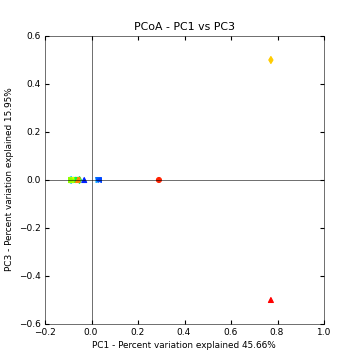 PCoA - PC1 vs PC3
0.6
0.4
0.2
0.0
−0.2
−0.4
−0.6
PC3 - Percent variation explained 15.95%
−0.2 0.0 0.2 0.4 0.6 0.8 1.0
PC1 - Percent variation explained 45.66%